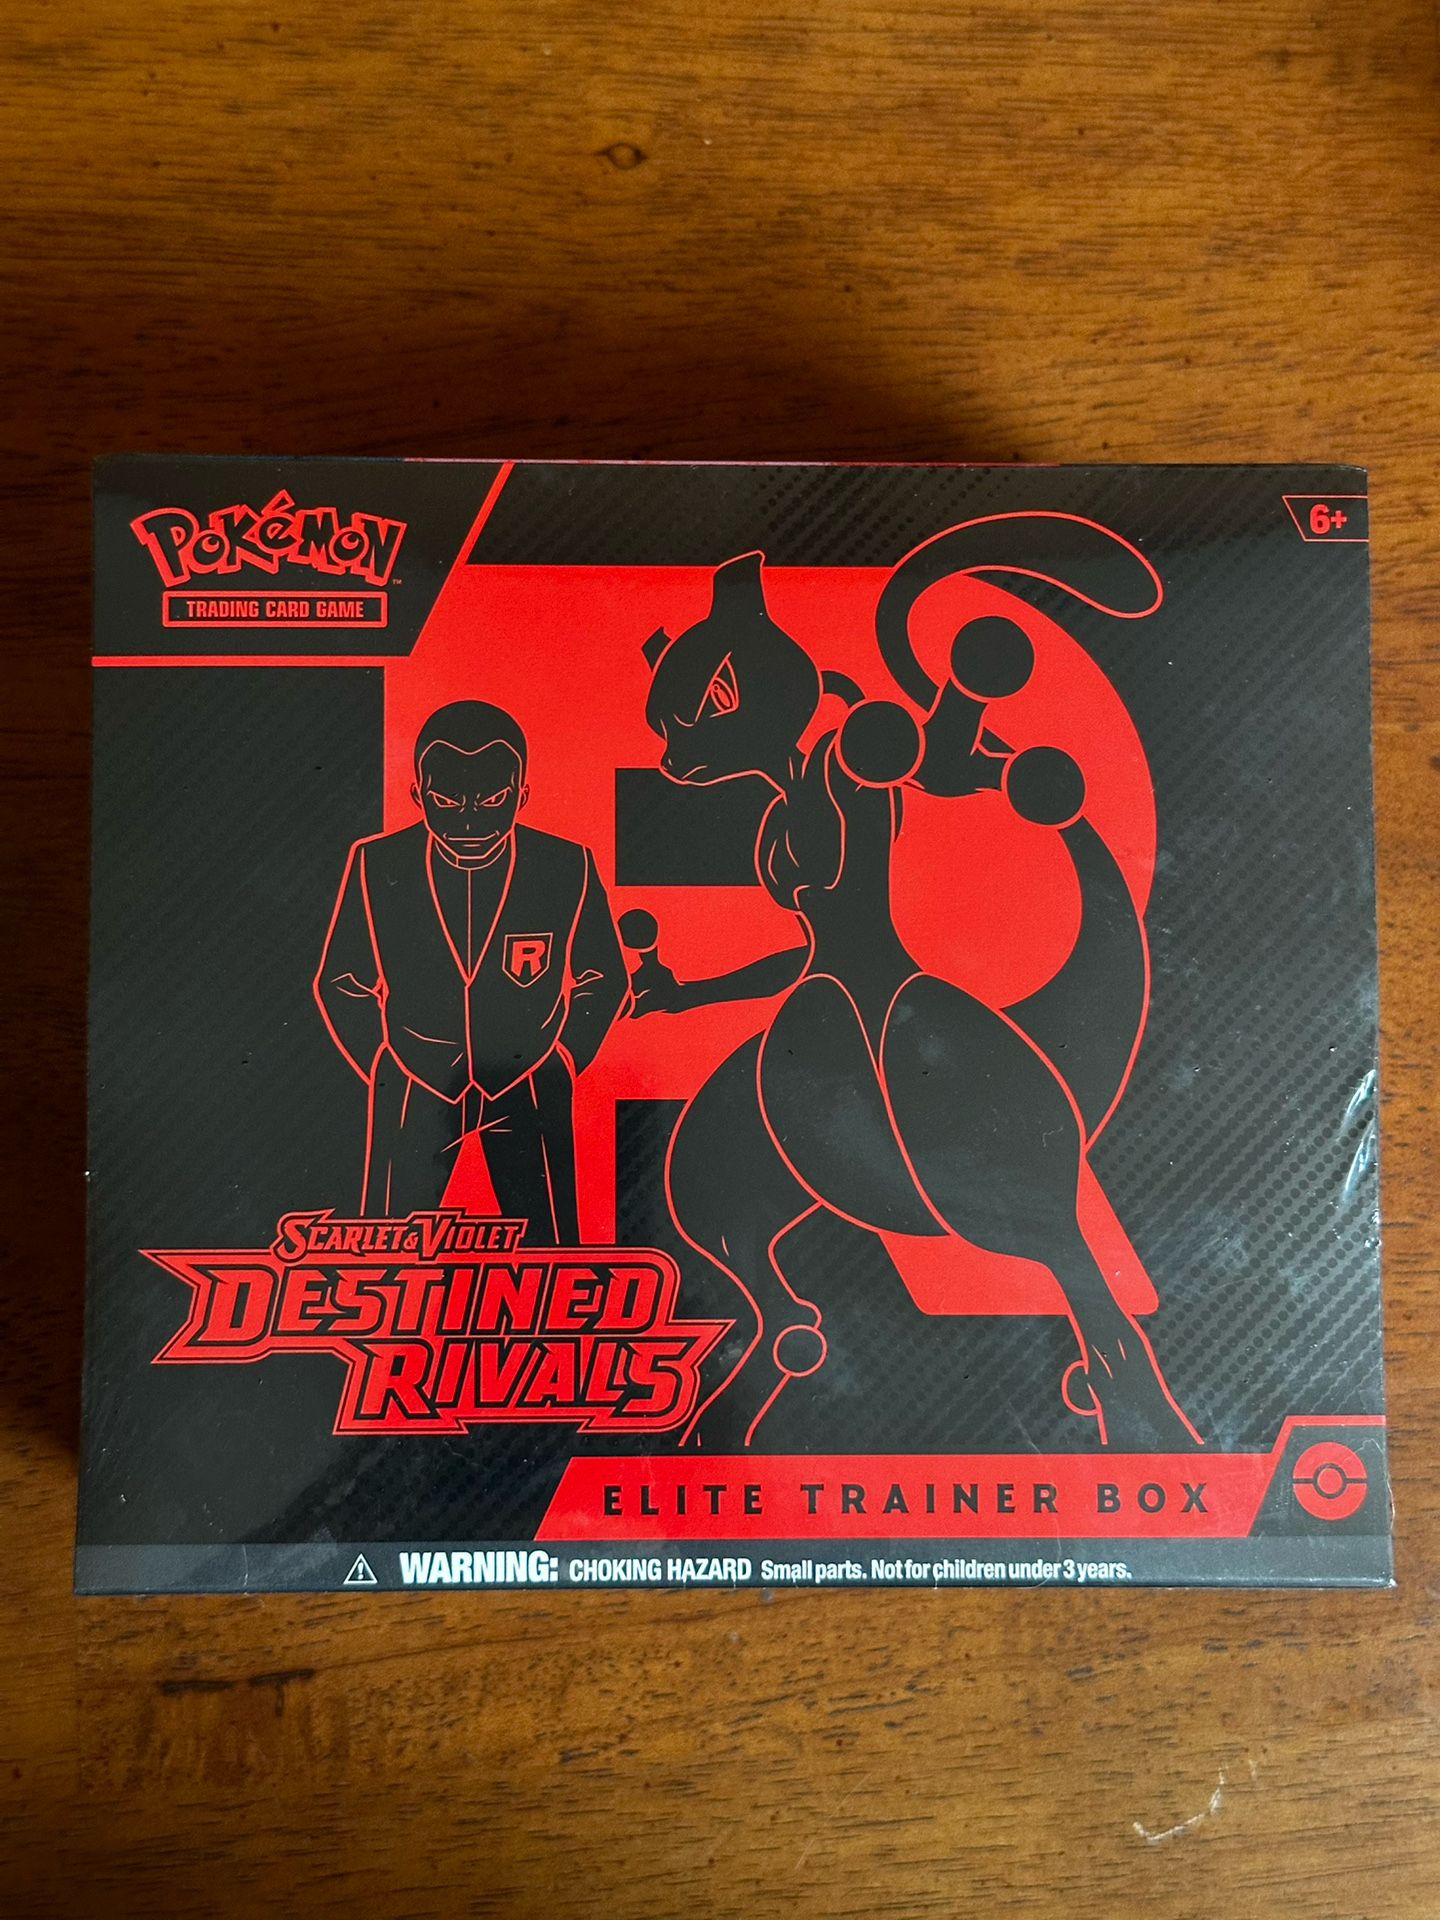 POKéMON™
TRADING CARD GAME
6+
R
SCARLET & VIOLET
DESTINED
RIVALS
ELITE TRAINER BOX
WARNING: CHOKING HAZARD Small parts. Not for children under 3 years.